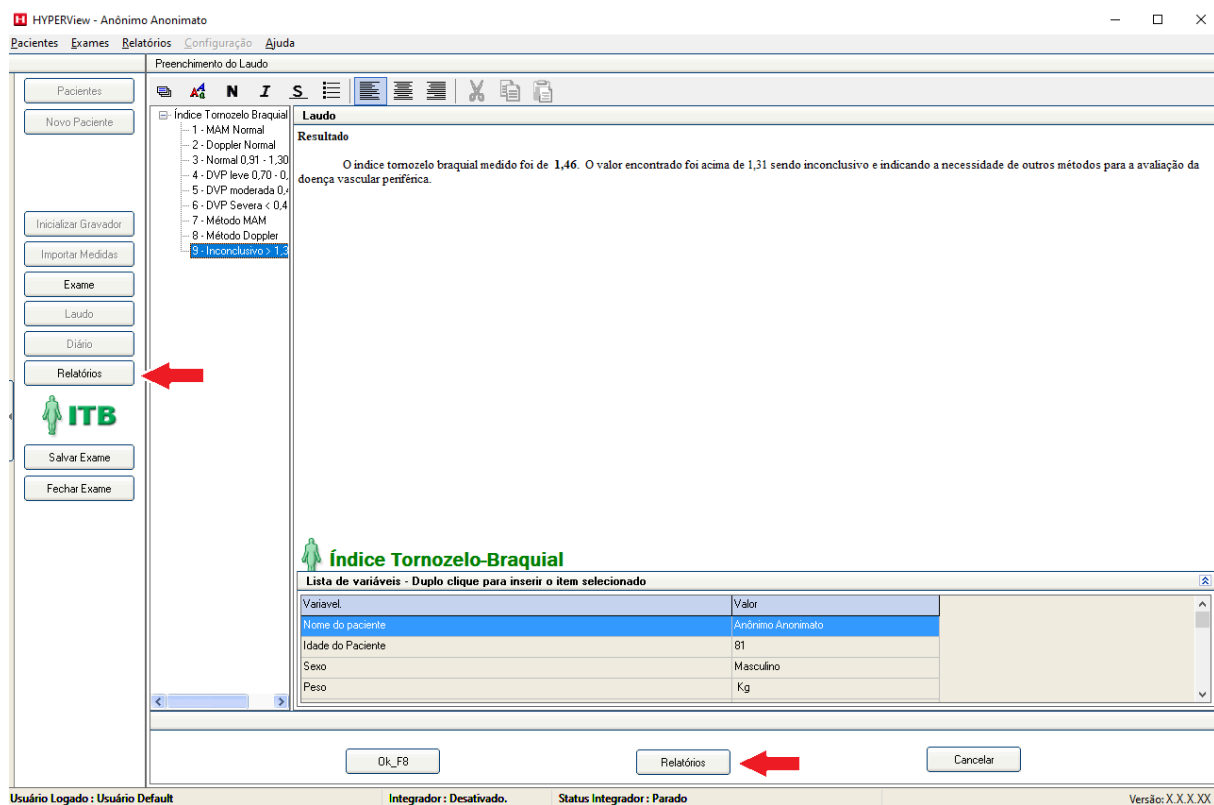 HYPERView - Anônimo Anonimato
Pacientes Exames Relatórios Configuração Ajuda
Preenchimento do Laudo
Pacientes
Novo Paciente
Inicializar Gravador
Importar Medidas
Exame
Laudo
Diário
Relatórios
ITB
Salvar Exame
Fechar Exame
N I S
Índice Tornozelo Braquial
1 - MAM Normal
2 - Doppler Normal
3 - Normal 0,91 - 1,30
4 - DVP leve 0,70 - 0,
5 - DVP moderada 0,4
6 - DVP Severa < 0,4
7 - Método MAM
8 - Método Doppler
9 - Inconclusivo > 1,3
Laudo
Resultado
O indice tornozelo braquial medido foi de 1,46. O valor encontrado foi acima de 1,31 sendo inconclusivo e indicando a necessidade de outros métodos para a avaliação da
doença vascular periférica.
Índice Tornozelo-Braquial
Lista de variáveis - Duplo clique para inserir o item selecionado
Variavel. Valor
Nome do paciente Anônimo Anonimato
Idade do Paciente 81
Sexo Masculino
Peso Kg
Ok_F8 Relatórios Cancelar
Usuário Logado : Usuário Default Integrador : Desativado. Status Integrador : Parado Versão: X.X.X.XX